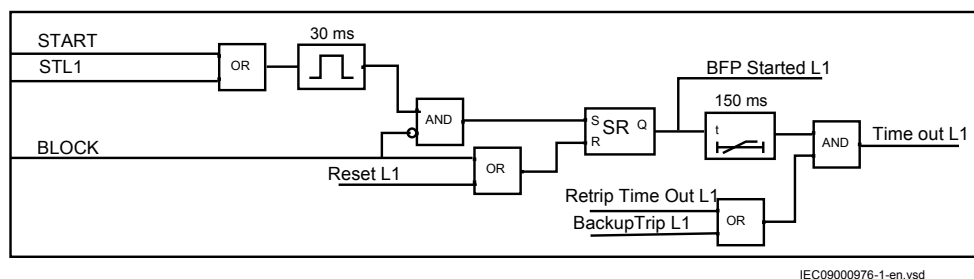 START
STL1
OR
30 ms
BFP Started L1
150 ms
AND
S SR Q
R
t
AND
Time out L1
BLOCK
OR
Reset L1
Retrip Time Out L1
BackupTrip L1
OR
IEC09000976-1-en.vsd